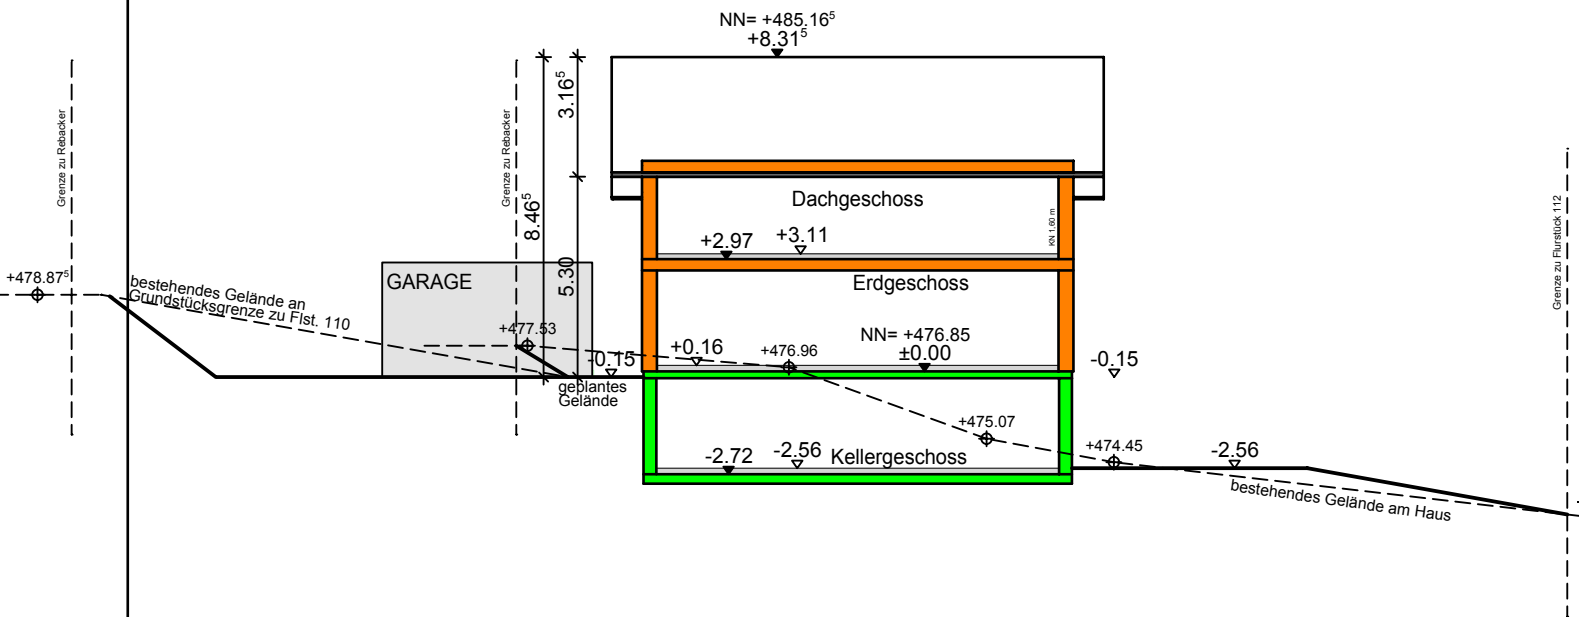 NN= +485.16⁵
+8.31⁵
Grenze zu Rebacker
Grenze zu Rebacker
3.16⁵
8.46⁵
5.30
Dachgeschoss
KN 1.60 m
Grenze zu Flurstück 112
+2.97
+3.11
+478.87⁵
bestehendes Gelände an
Grundstücksgrenze zu Flst. 110
GARAGE
Erdgeschoss
+477.53
-0.15
+0.16
+476.96
NN= +476.85
±0.00
-0.15
geplantes
Gelände
+475.07
+474.45
-2.72
-2.56
Kellergeschoss
-2.56
bestehendes Gelände am Haus